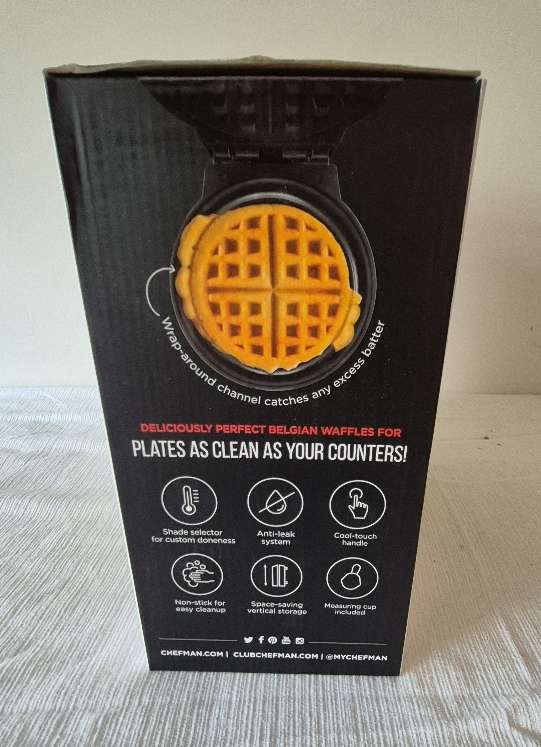 Wrap-around channel catches any excess batter
DELICIOUSLY PERFECT BELGIAN WAFFLES FOR
PLATES AS CLEAN AS YOUR COUNTERS!
Shade selector
for custom doneness
Anti-leak
system
Cool-touch
handle
Non-stick for
easy cleanup
Space-saving
vertical storage
Measuring cup
included
CHEFMAN.COM | CLUBCHEFMAN.COM | @MYCHEFMAN